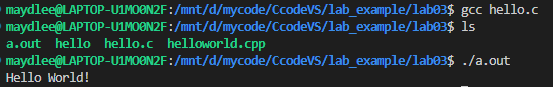 maydlee@LAPTOP-U1MO0N2F:/mnt/d/mycode/CcodeVS/lab_example/lab03$ gcc hello.c
maydlee@LAPTOP-U1MO0N2F:/mnt/d/mycode/CcodeVS/lab_example/lab03$ ls
a.out hello hello.c helloworld.cpp
maydlee@LAPTOP-U1MO0N2F:/mnt/d/mycode/CcodeVS/lab_example/lab03$ ./a.out
Hello World!